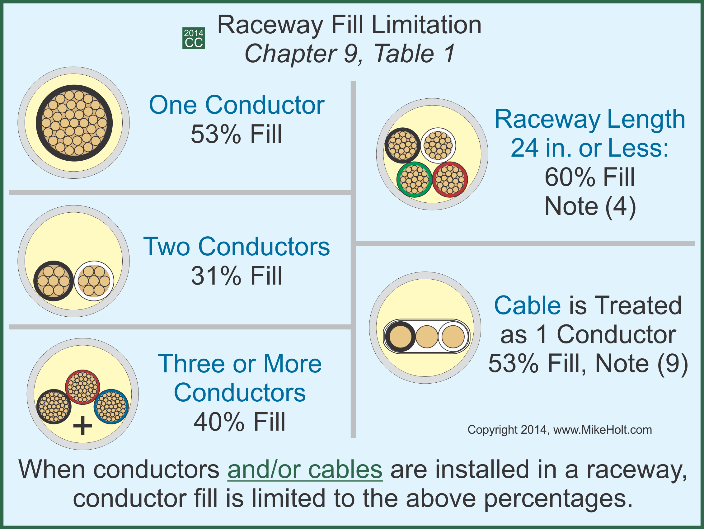 2014
CC
Raceway Fill Limitation
Chapter 9, Table 1
One Conductor
53% Fill
Two Conductors
31% Fill
Three or More
Conductors
40% Fill
+
Raceway Length
24 in. or Less:
60% Fill
Note (4)
Cable is Treated
as 1 Conductor
53% Fill, Note (9)
Copyright 2014, www.MikeHolt.com
When conductors and/or cables are installed in a raceway,
conductor fill is limited to the above percentages.